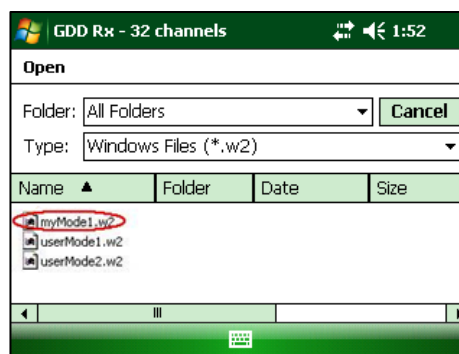 GDD Rx - 32 channels 1:52
Open
Folder: All Folders Cancel
Type: Windows Files (*.w2)
Name Folder Date Size
myMode1.w2
userMode1.w2
userMode2.w2